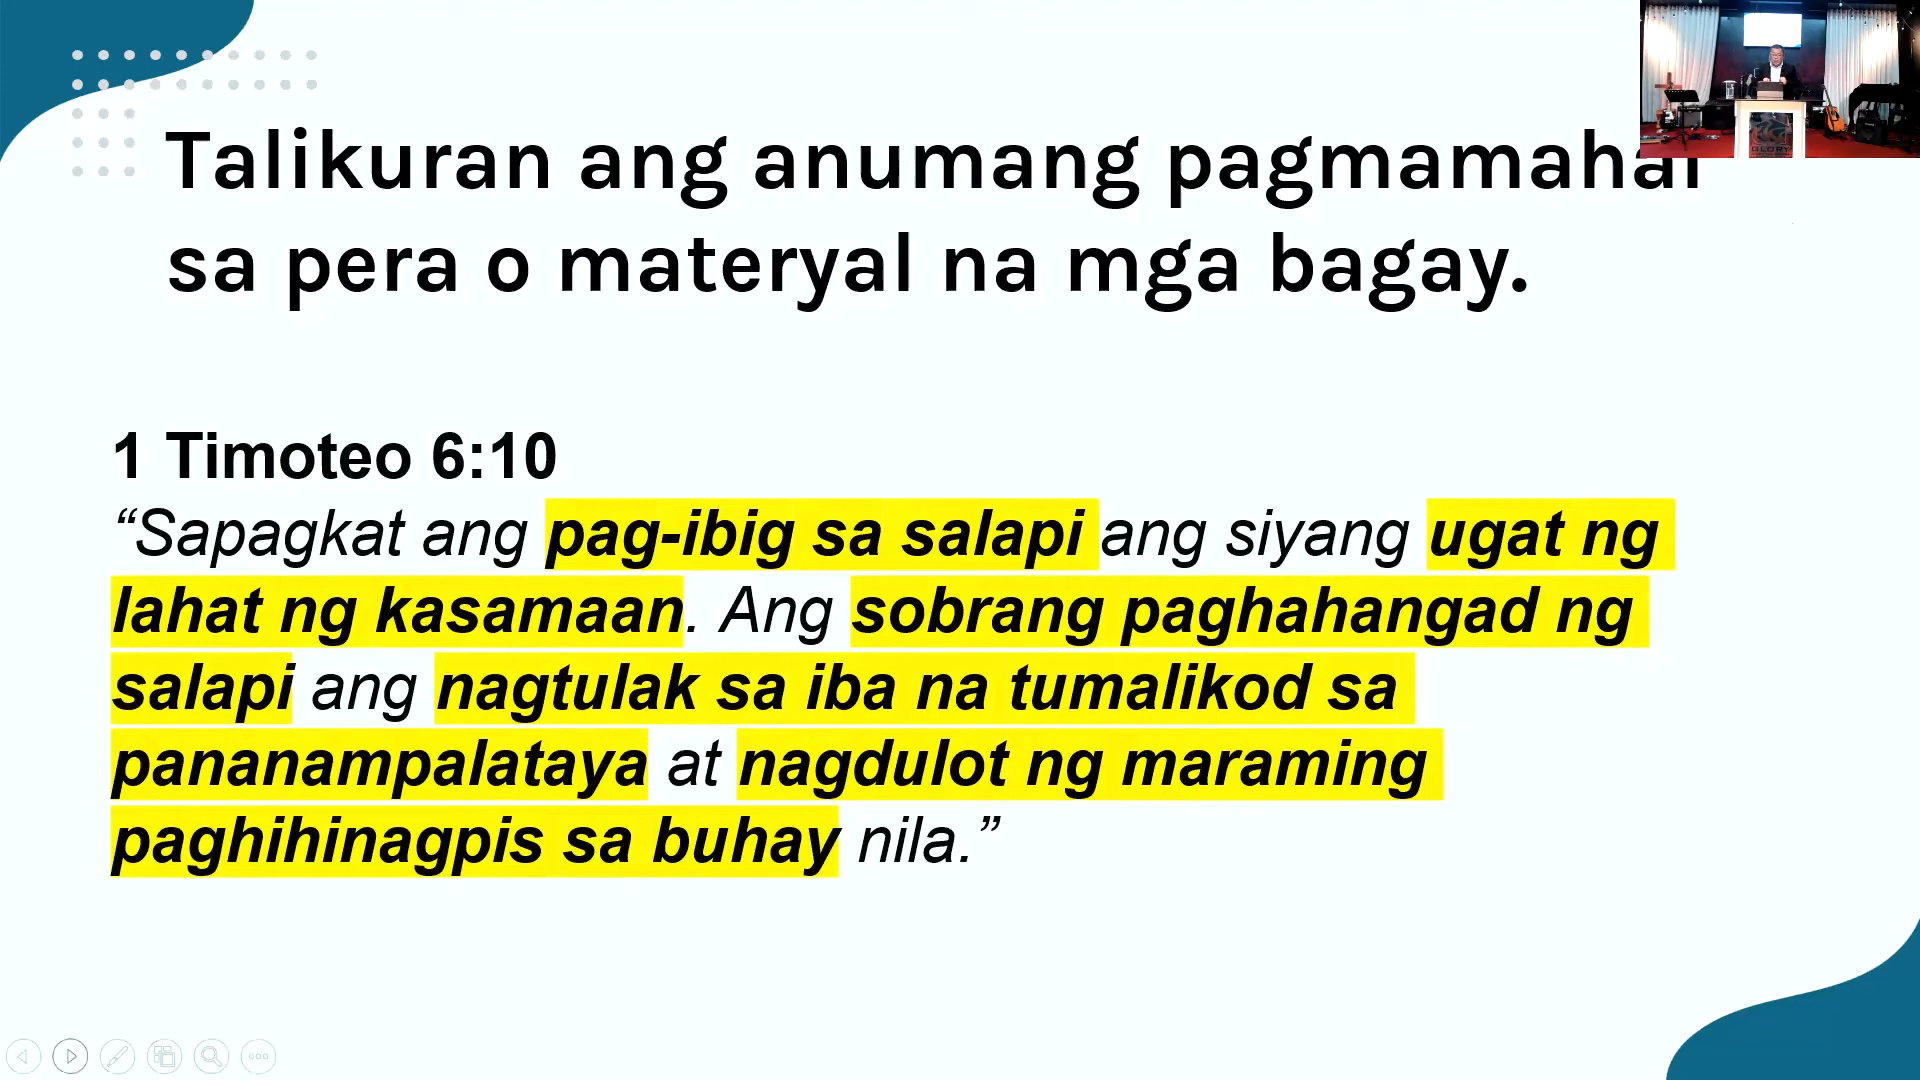 Talikuran ang anumang pagmamahal
sa pera o materyal na mga bagay.
1 Timoteo 6:10
“Sapagkat ang pag-ibig sa salapi ang siyang ugat ng
lahat ng kasamaan. Ang sobrang paghahangad ng
salapi ang nagtulak sa iba na tumalikod sa
pananampalataya at nagdulot ng maraming
paghihinagpis sa buhay nila.”
GLORY